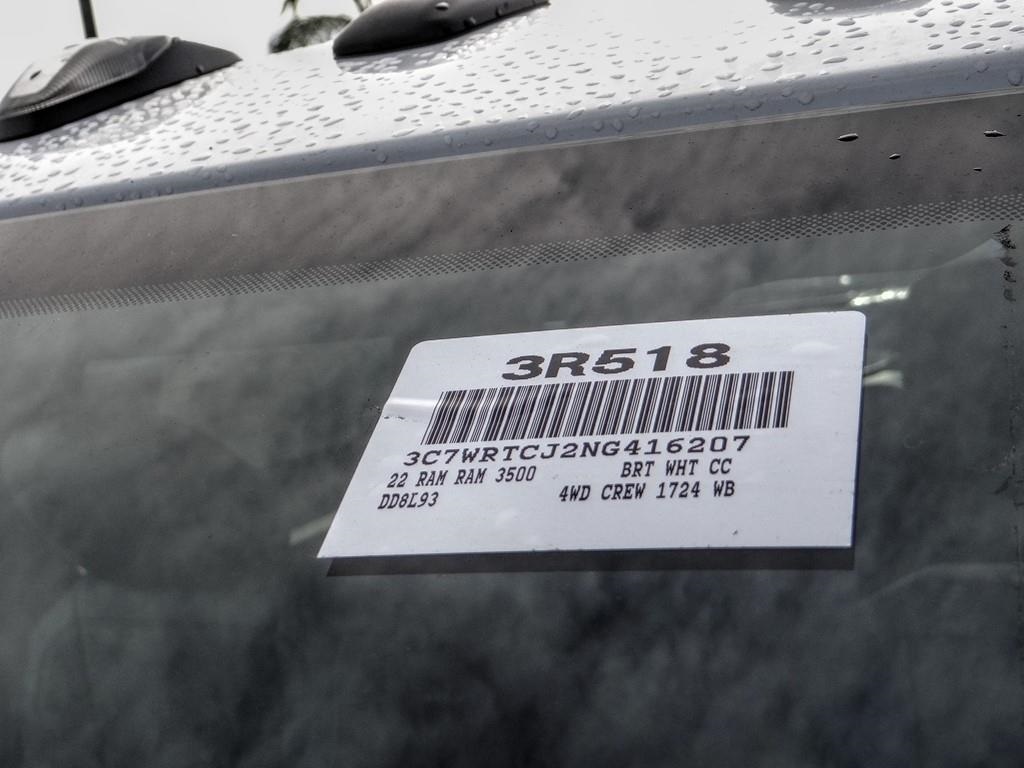 3R518
3C7WRTCJ2NG416207
22 RAM RAM 3500 BRT WHT CC
DD8L93 4WD CREW 1724 WB